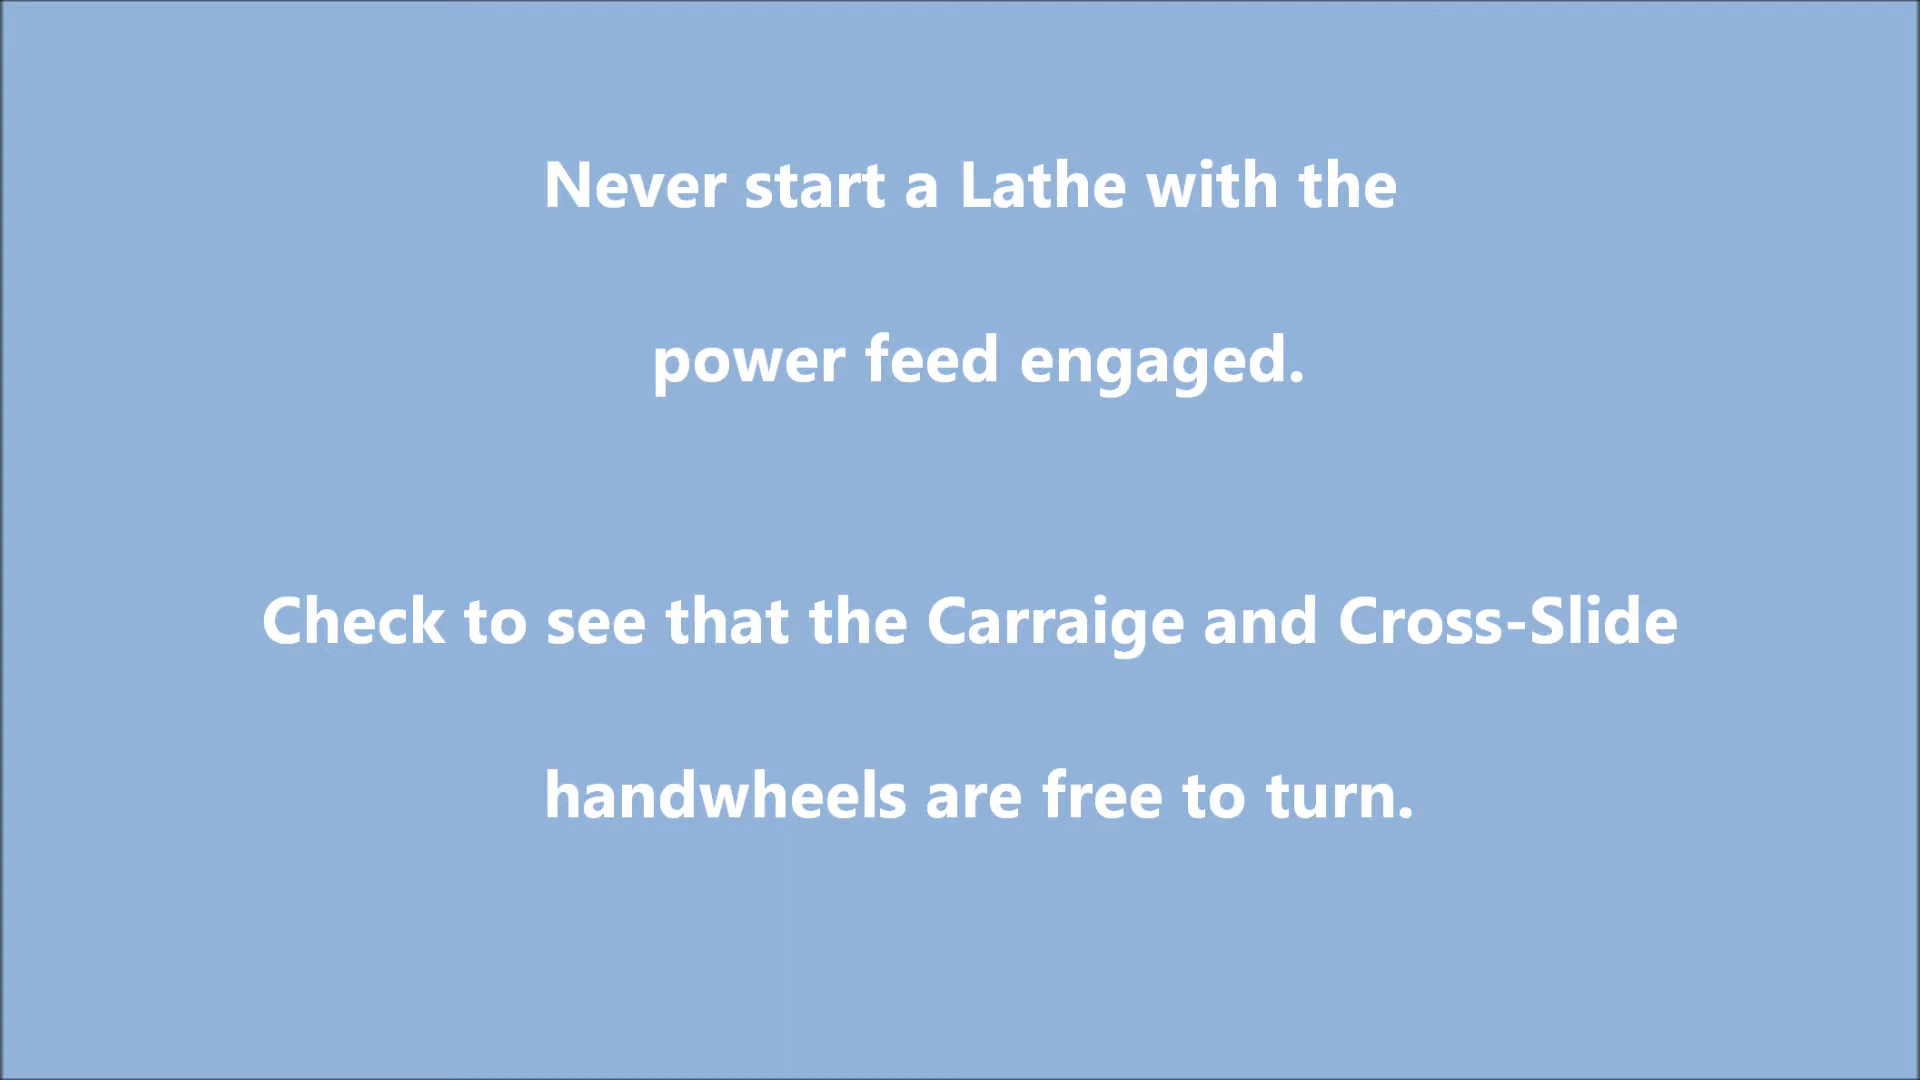 Never start a Lathe with the
power feed engaged.
Check to see that the Carraige and Cross-Slide
handwheels are free to turn.